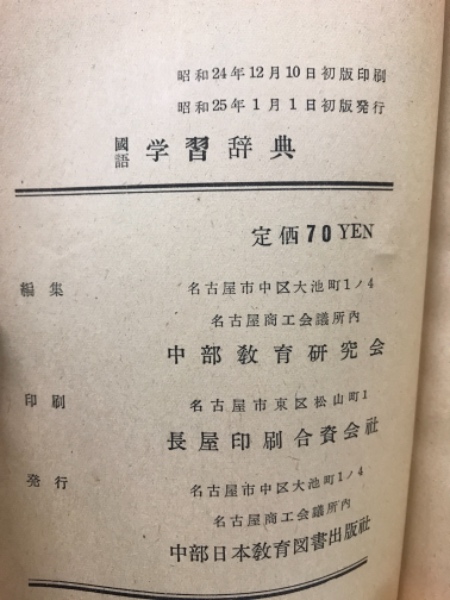 昭和24年12月10日初版印刷
昭和25年1月1日初版発行
國語 学習辞典
定価70YEN
編集 名古屋市中区大池町1ノ4
名古屋商工会議所内
中部教育研究会
印刷 名古屋市東区松山町1
長屋印刷合資会社
発行 名古屋市中区大池町1ノ4
名古屋商工会議所内
中部日本教育図書出版社